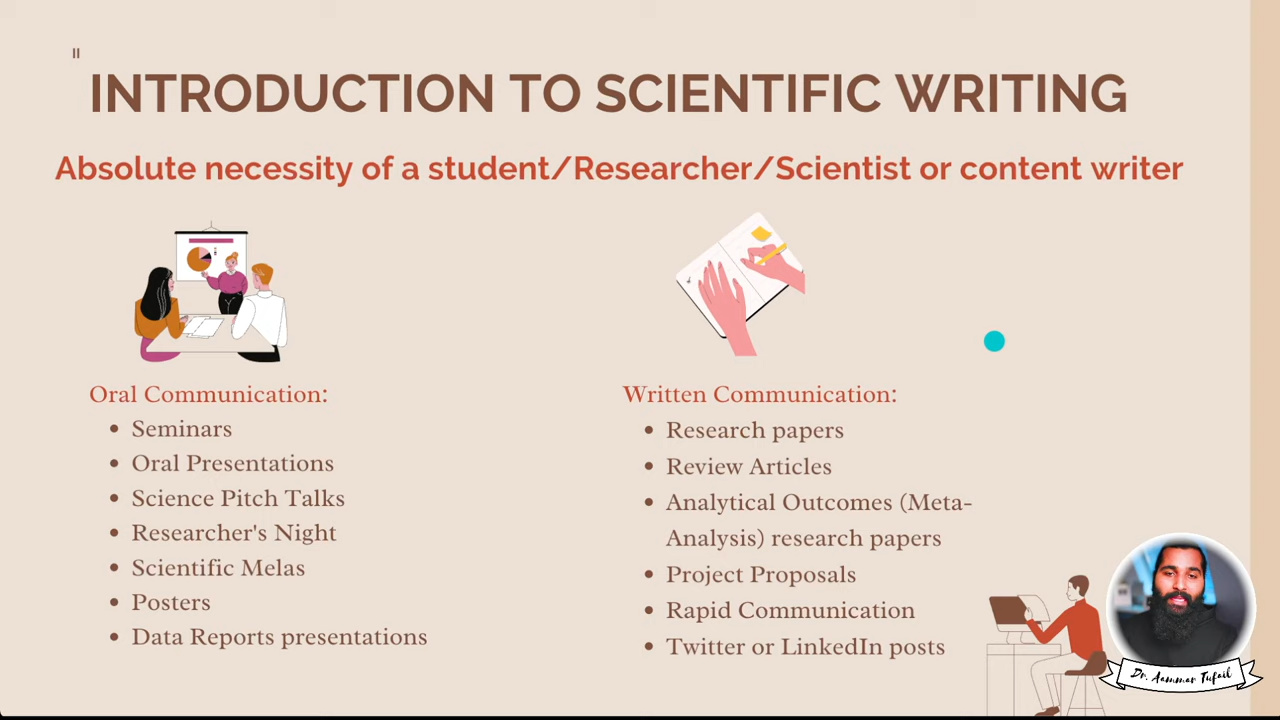 "
INTRODUCTION TO SCIENTIFIC WRITING
Absolute necessity of a student/Researcher/Scientist or content writer
Oral Communication:
• Seminars
• Oral Presentations
• Science Pitch Talks
• Researcher's Night
• Scientific Melas
• Posters
• Data Reports presentations
Written Communication:
• Research papers
• Review Articles
• Analytical Outcomes (Meta-
Analysis) research papers
• Project Proposals
• Rapid Communication
• Twitter or LinkedIn posts
Dr. Aammar Tufail